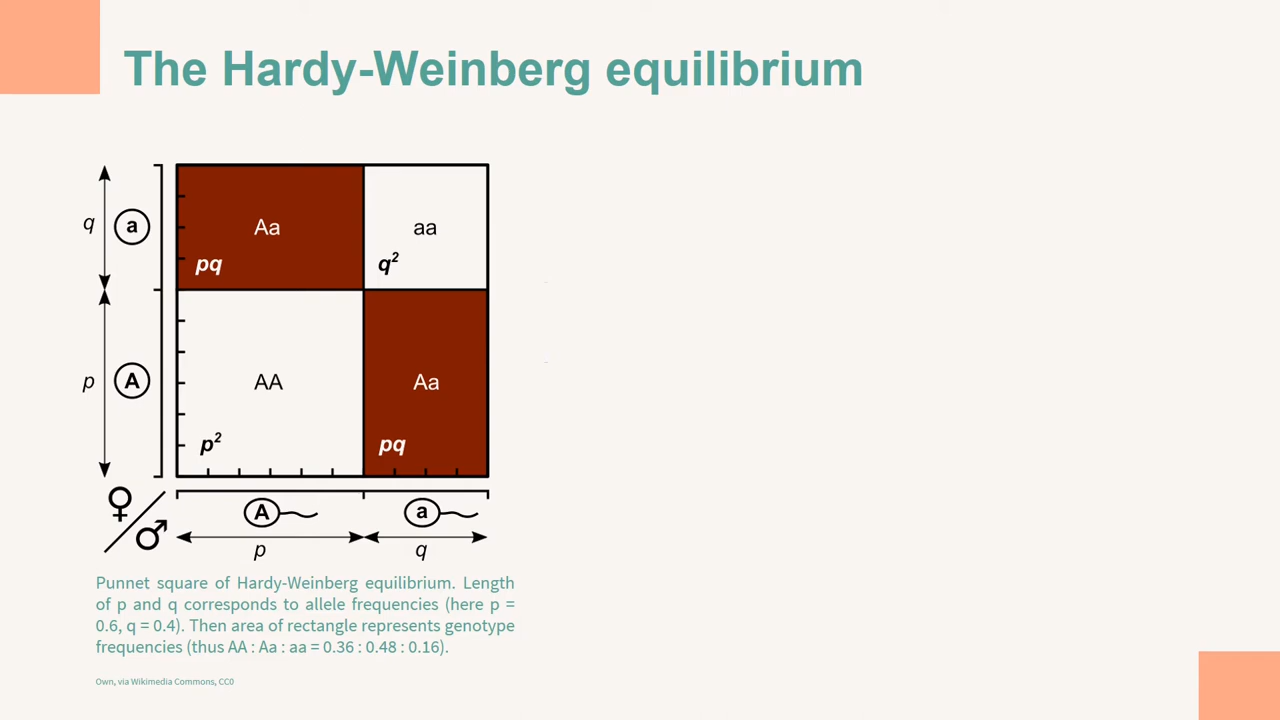 The Hardy-Weinberg equilibrium
q a Aa aa
pq q²
p A AA Aa
p² pq
♀ A a
♂
p q
Punnet square of Hardy-Weinberg equilibrium. Length
of p and q corresponds to allele frequencies (here p =
0.6, q = 0.4). Then area of rectangle represents genotype
frequencies (thus AA : Aa : aa = 0.36 : 0.48 : 0.16).
Own, via Wikimedia Commons, CC0